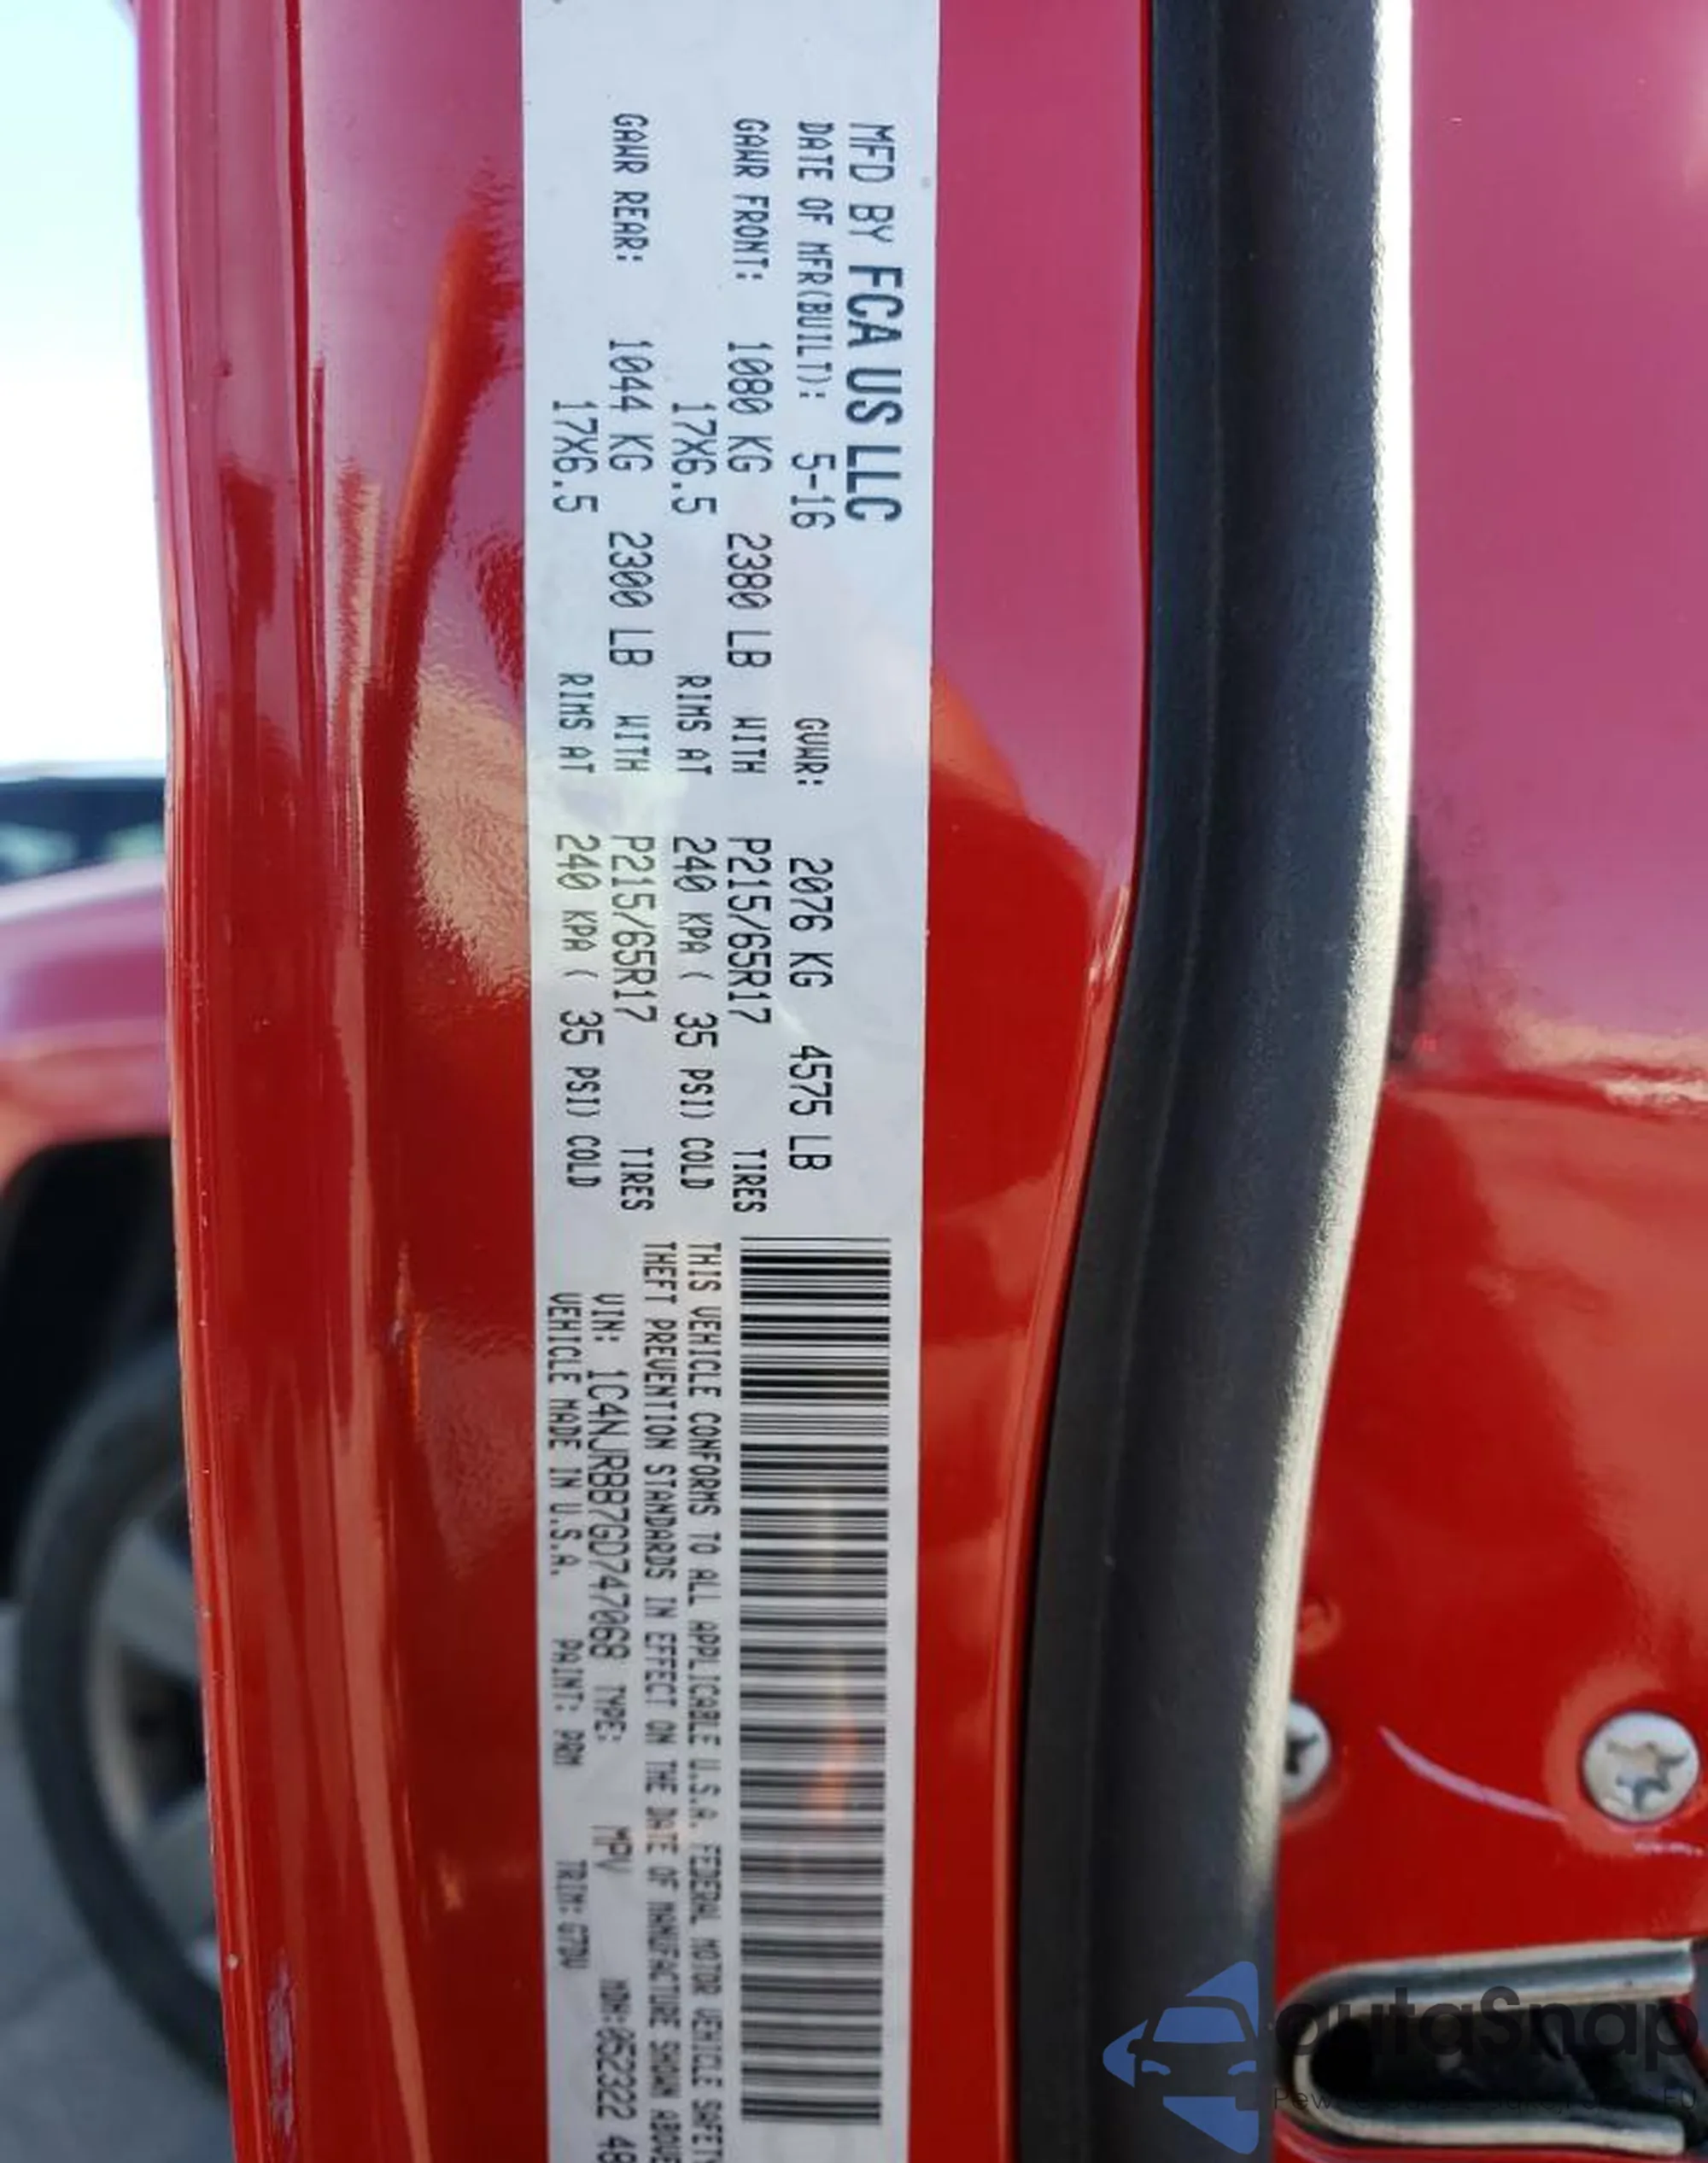 MFD BY FCA US LLC
DATE OF MFR(BUILT): 5-16 GVWR: 2076 KG 4575 LB
GAWR FRONT: 1080 KG 2380 LB WITH P215/65R17 TIRES
17X6.5 RIMS AT 240 KPA ( 35 PSI) COLD
GAWR REAR: 1044 KG 2300 LB WITH P215/65R17 TIRES
17X6.5 RIMS AT 240 KPA ( 35 PSI) COLD
THIS VEHICLE CONFORMS TO ALL APPLICABLE U.S.A. FEDERAL MOTOR VEHICLE SAFETY
THEFT PREVENTION STANDARDS IN EFFECT ON THE DATE OF MANUFACTURE SHOWN ABOVE
VIN: 1C4NJRBB7GD747068 TYPE: MPV MDH:052322 48
VEHICLE MADE IN U.S.A. PAINT: PRM TRIM:
outaSnap